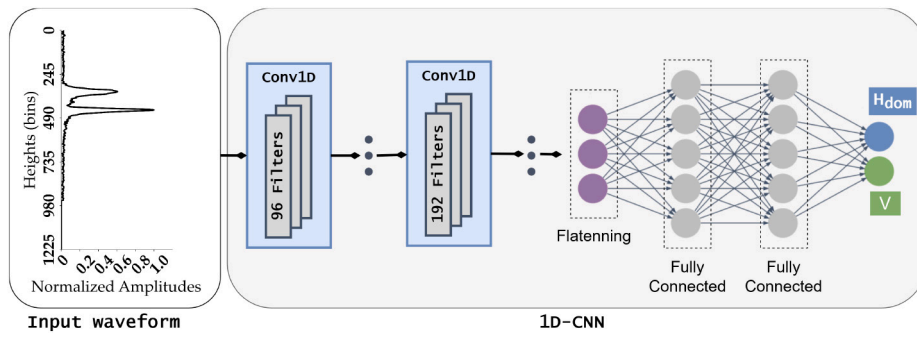 0
245
490
735
980
1225
Heights (bins)
0
0.2
0.4
0.6
0.8
1.0
Normalized Amplitudes
Input waveform
Conv1D
96 Filters
Conv1D
192 Filters
Flatenning
Fully
Connected
Fully
Connected
Hdom
V
1D-CNN